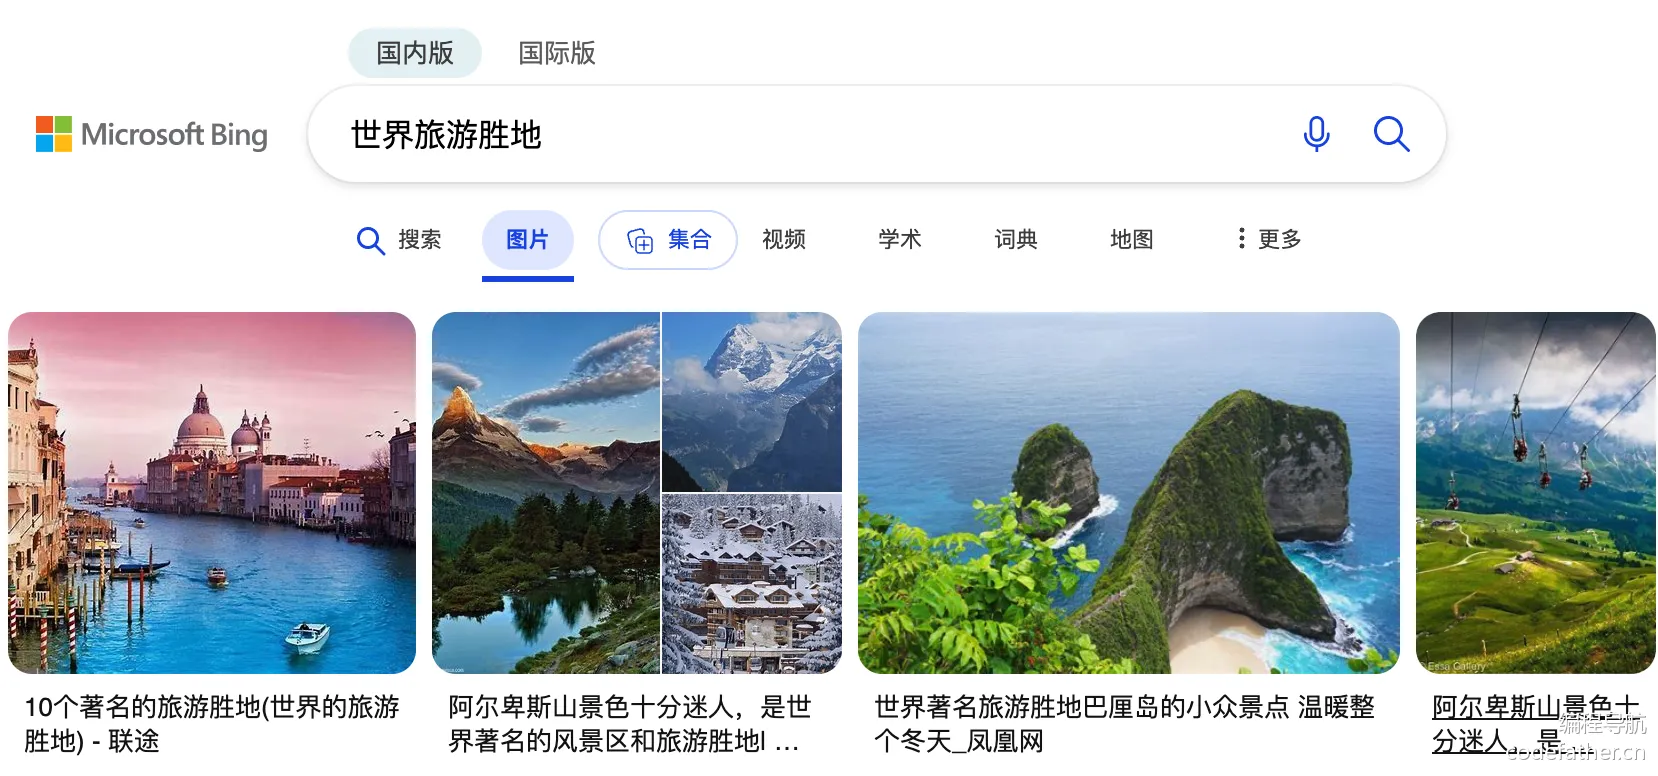 国内版
国际版
Microsoft Bing
世界旅游胜地
搜索
图片
集合
视频
学术
词典
地图
更多
10个著名的旅游胜地(世界的旅游
胜地) - 联途
阿尔卑斯山景色十分迷人，是世
界著名的风景区和旅游胜地l ...
世界著名旅游胜地巴厘岛的小众景点 温暖整
个冬天_凤凰网
Essa Gallery
阿尔卑斯山景色十
分迷人，是...
编程导航
codefather.cn